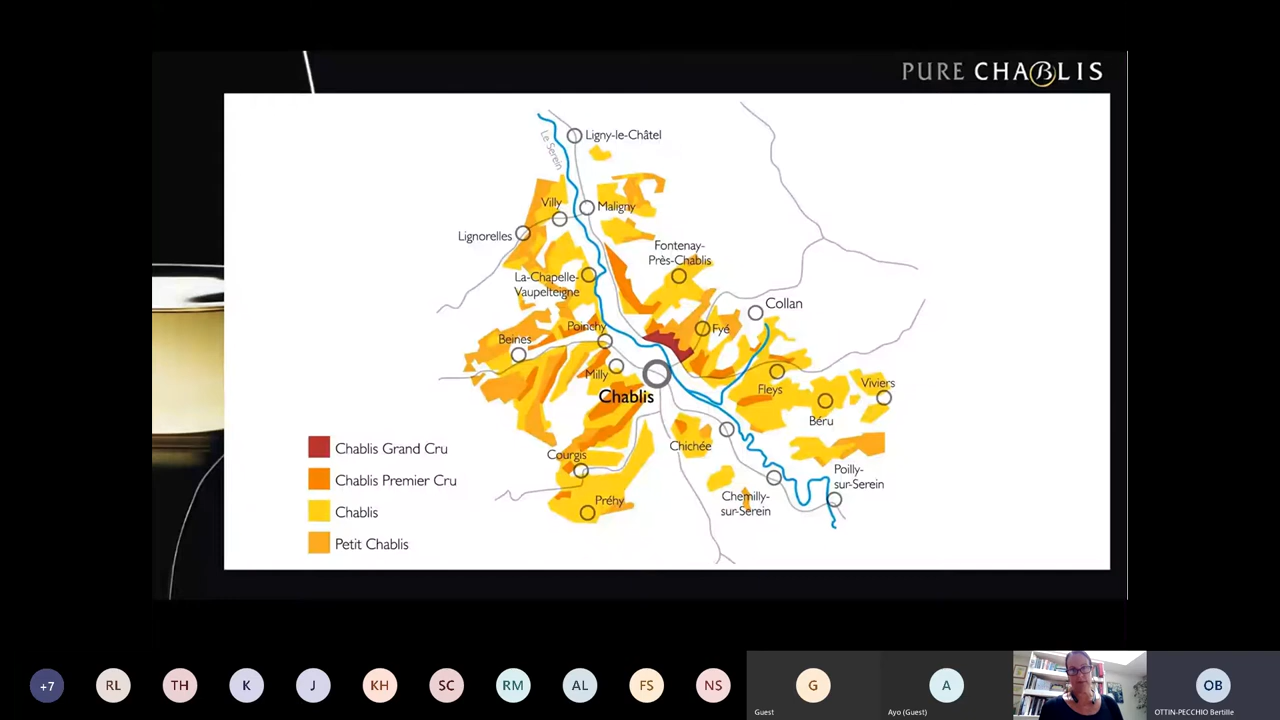 PURE CHABLIS
Ligny-le-Châtel
Le Serein
Villy
Maligny
Lignorelles
Fontenay-
Près-Chablis
La-Chapelle-
Vaupelteigne
Collan
Poinchy
Fyé
Beines
Milly
Fleys
Viviers
Chablis
Béru
Chichée
Chablis Grand Cru
Courgis
Poilly-
sur-Serein
Chablis Premier Cru
Préhy
Chemilly-
sur-Serein
Chablis
Petit Chablis
+7
RL
TH
K
J
KH
SC
RM
AL
FS
NS
G
A
OB
Guest
Ayo (Guest)
OTTIN-PECCHIO Bertille